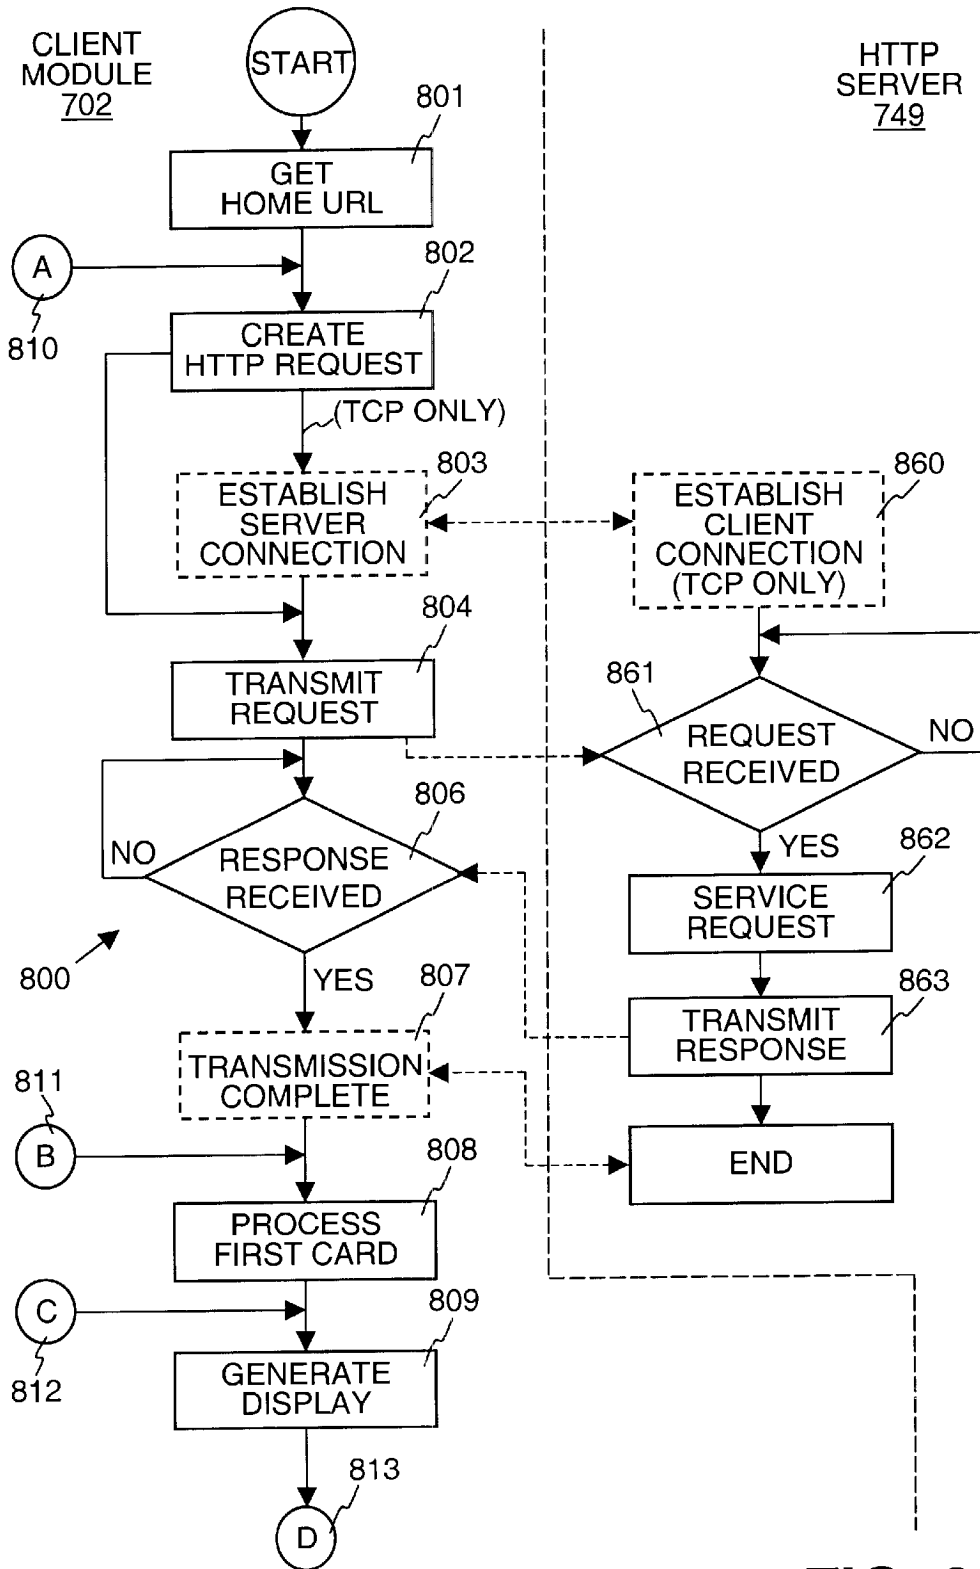 CLIENT
MODULE
702
START
HTTP
SERVER
749
801
GET
HOME URL
A
810
802
CREATE
HTTP REQUEST
(TCP ONLY)
803
ESTABLISH
SERVER
CONNECTION
860
ESTABLISH
CLIENT
CONNECTION
(TCP ONLY)
804
TRANSMIT
REQUEST
861
REQUEST
RECEIVED
NO
YES
806
RESPONSE
RECEIVED
NO
YES
800
862
SERVICE
REQUEST
863
TRANSMIT
RESPONSE
807
TRANSMISSION
COMPLETE
END
811
B
808
PROCESS
FIRST CARD
C
812
809
GENERATE
DISPLAY
813
D